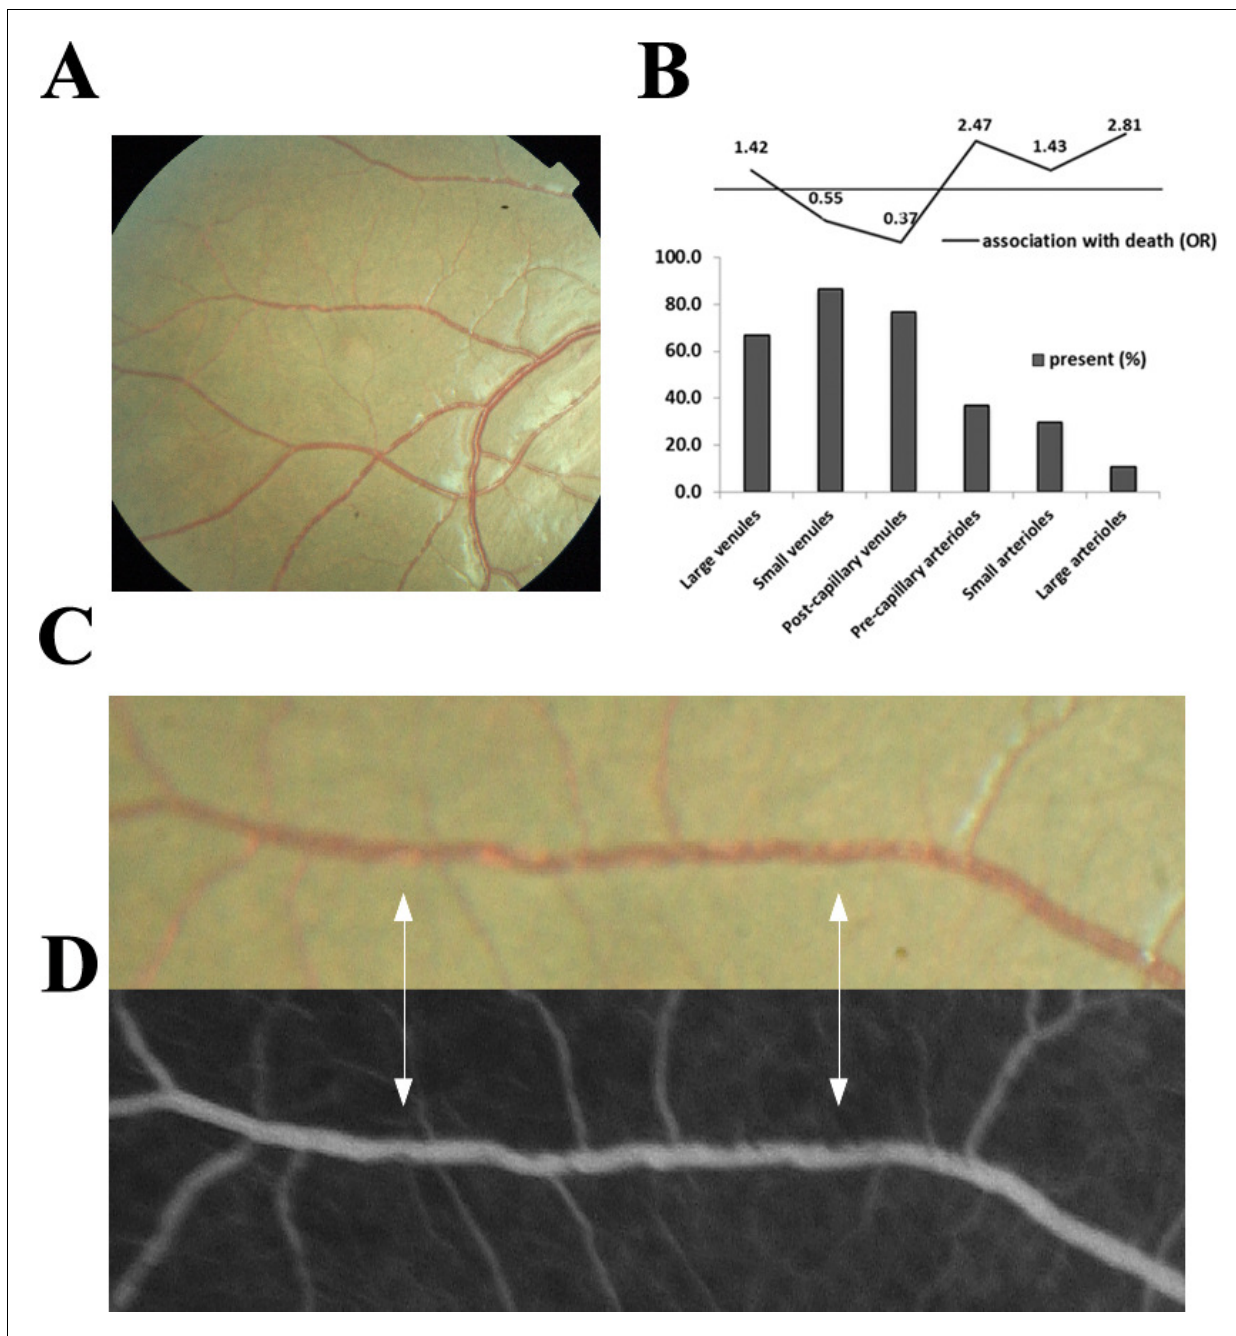 A
B
1.42
0.55
0.37
2.47
1.43
2.81
association with death (OR)
100.0
80.0
60.0
40.0
20.0
0.0
present (%)
Large venules
Small venules
Post-capillary venules
Pre-capillary arterioles
Small arterioles
Large arterioles
C
D